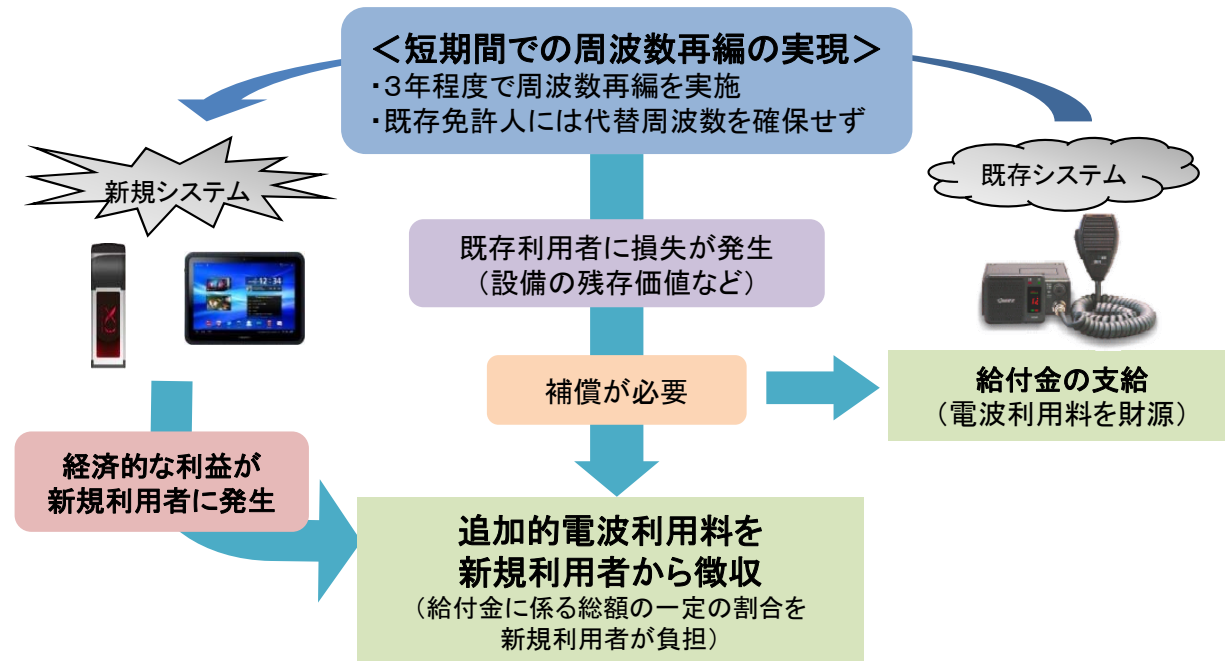 ＜短期間での周波数再編の実現＞
・３年程度で周波数再編を実施
・既存免許人には代替周波数を確保せず
新規システム
既存システム
既存利用者に損失が発生
（設備の残存価値など）
12:34
補償が必要
給付金の支給
（電波利用料を財源）
経済的な利益が
新規利用者に発生
追加的電波利用料を
新規利用者から徴収
（給付金に係る総額の一定の割合を
新規利用者が負担）